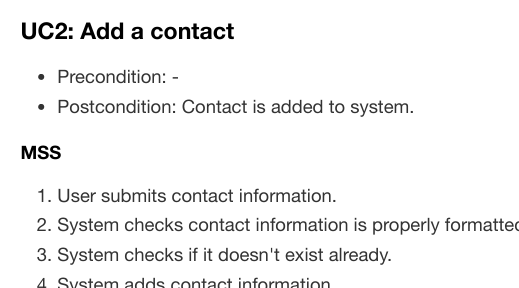 UC2: Add a contact
• Precondition: -
• Postcondition: Contact is added to system.
MSS
1. User submits contact information.
2. System checks contact information is properly formatted
3. System checks if it doesn't exist already.
4. System adds contact information